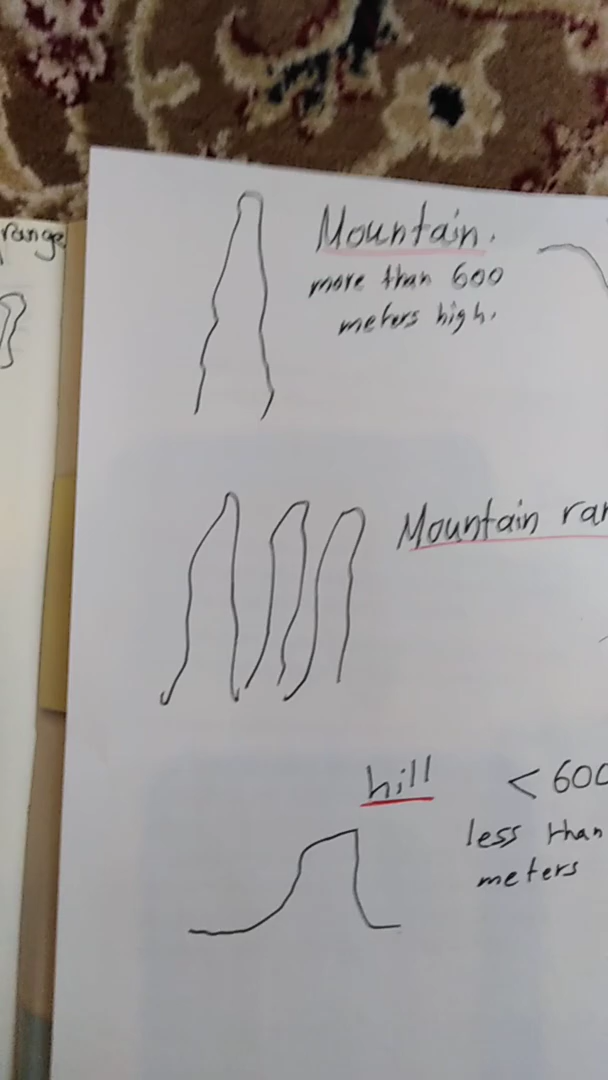 range
Mountain.
more than 600
meters high.
Mountain ran
hill < 600
less than
meters